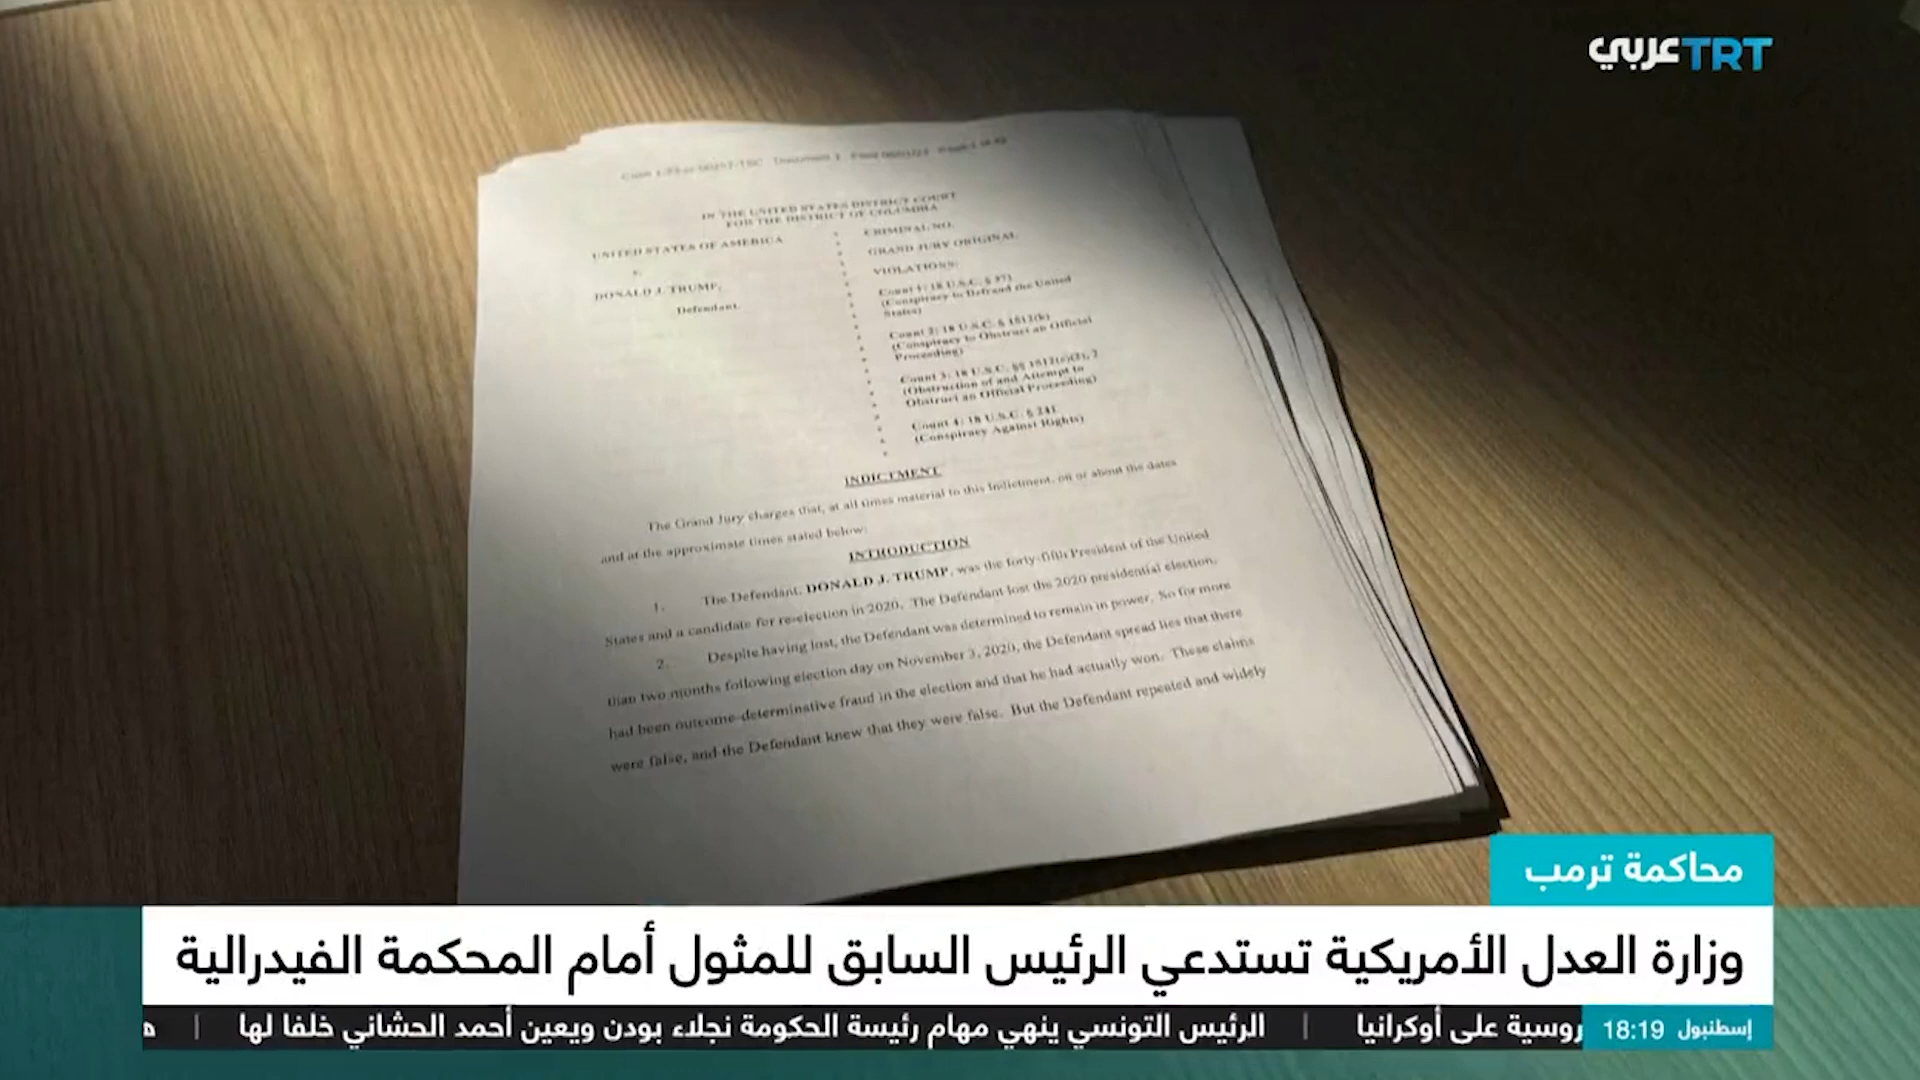 عربي TRT
IN THE UNITED STATES DISTRICT COURT
FOR THE DISTRICT OF COLUMBIA
UNITED STATES OF AMERICA
v.
DONALD J. TRUMP,
Defendant.
CRIMINAL NO.
GRAND JURY ORIGINAL
VIOLATIONS:
Count 1: 18 U.S.C. § 371
(Conspiracy to Defraud the United
States)
Count 2: 18 U.S.C. § 1512(k)
(Conspiracy to Obstruct an Official
Proceeding)
Count 3: 18 U.S.C. §§ 1512(c)(2), 2
(Obstruction of and Attempt to
Obstruct an Official Proceeding)
Count 4: 18 U.S.C. § 241
(Conspiracy Against Rights)
INDICTMENT
The Grand Jury charges that, at all times material to this Indictment, on or about the dates
and at the approximate times stated below:
INTRODUCTION
1. The Defendant, DONALD J. TRUMP, was the forty-fifth President of the United
States and a candidate for re-election in 2020. The Defendant lost the 2020 presidential election.
2. Despite having lost, the Defendant was determined to remain in power. So for more
than two months following election day on November 3, 2020, the Defendant spread lies that there
had been outcome-determinative fraud in the election and that he had actually won. These claims
were false, and the Defendant knew that they were false. But the Defendant repeated and widely
محاكمة ترمب
وزارة العدل الأمريكية تستدعي الرئيس السابق للمثول أمام المحكمة الفيدرالية
إسطنبول 18:19 روسية على أوكرانيا | الرئيس التونسي ينهي مهام رئيسة الحكومة نجلاء بودن ويعين أحمد الحشاني خلفا لها |